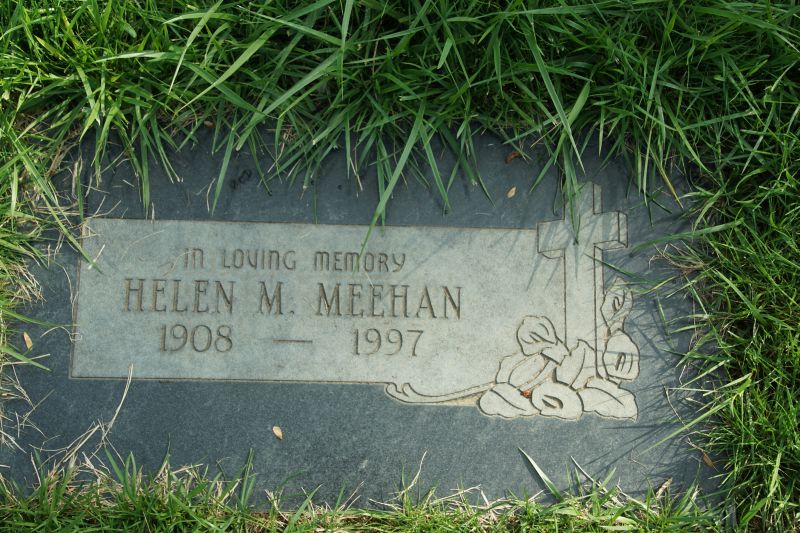 IN LOVING MEMORY
HELEN M. MEEHAN
1908 — 1997